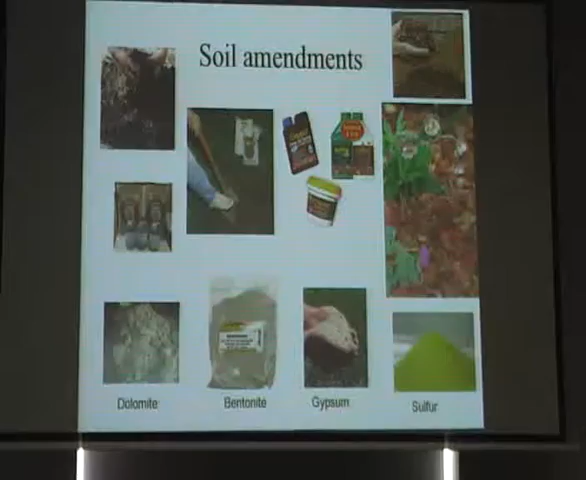 Soil amendments
Dolomite
Bentonite
Gypsum
Sulfur